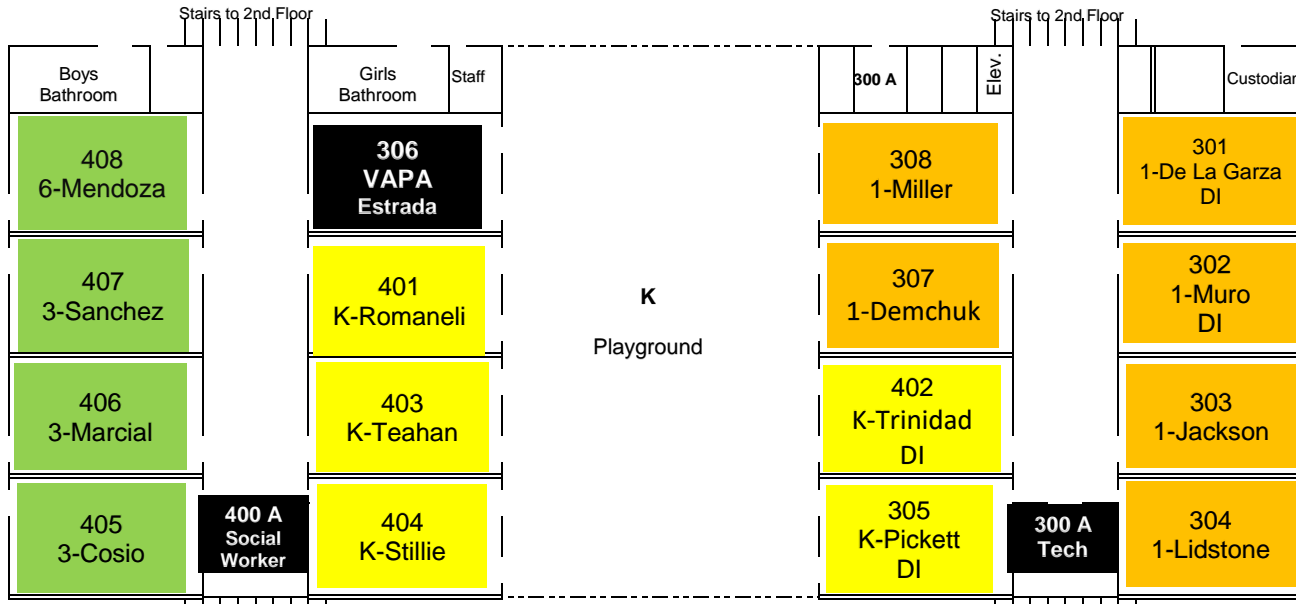 Stairs to 2nd Floor
Stairs to 2nd Floor
Boys
Bathroom
Girls
Bathroom
Staff
300 A
Elev.
Custodian
408
6-Mendoza
306
VAPA
Estrada
308
1-Miller
301
1-De La Garza
DI
407
3-Sanchez
401
K-Romaneli
K
Playground
307
1-Demchuk
302
1-Muro
DI
406
3-Marcial
403
K-Teahan
402
K-Trinidad
DI
303
1-Jackson
405
3-Cosio
400 A
Social
Worker
404
K-Stillie
305
K-Pickett
DI
300 A
Tech
304
1-Lidstone